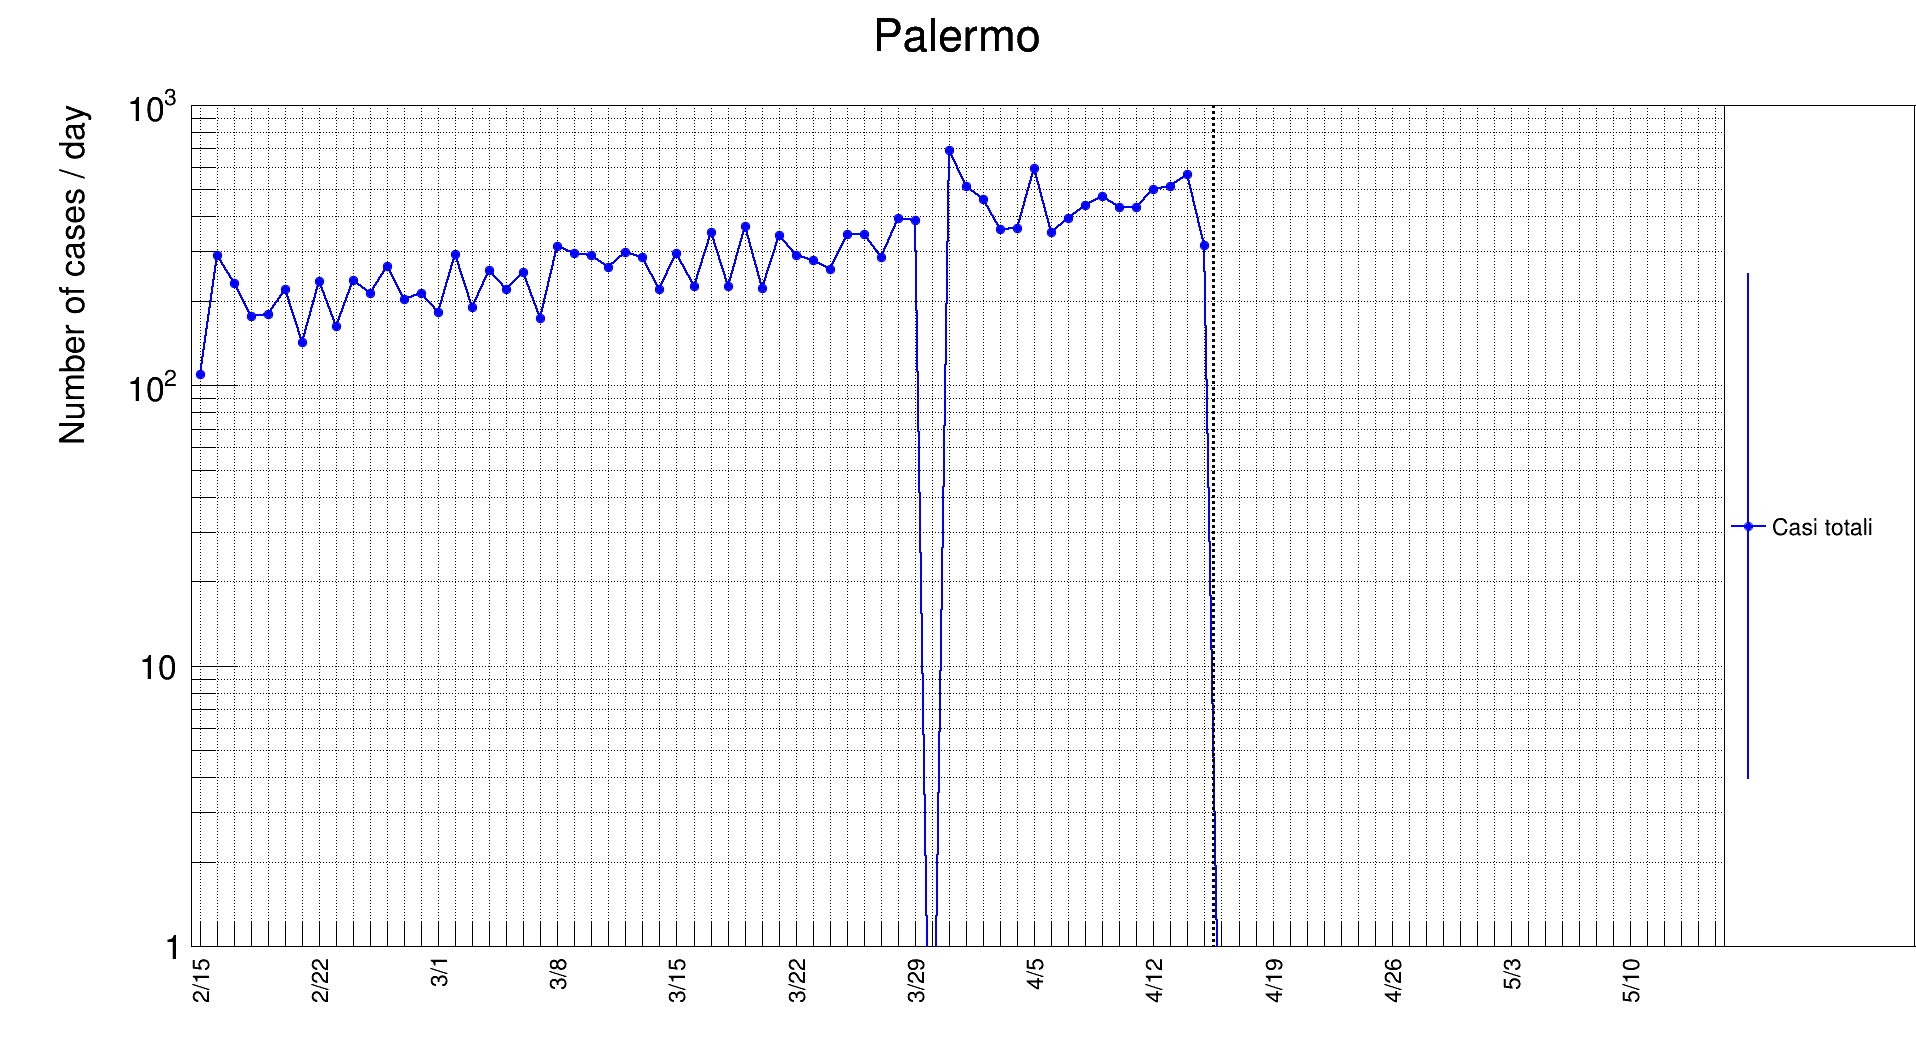 Palermo
Number of cases / day
10³
10²
10
1
2/15 2/22 3/1 3/8 3/15 3/22 3/29 4/5 4/12 4/19 4/26 5/3 5/10
Casi totali